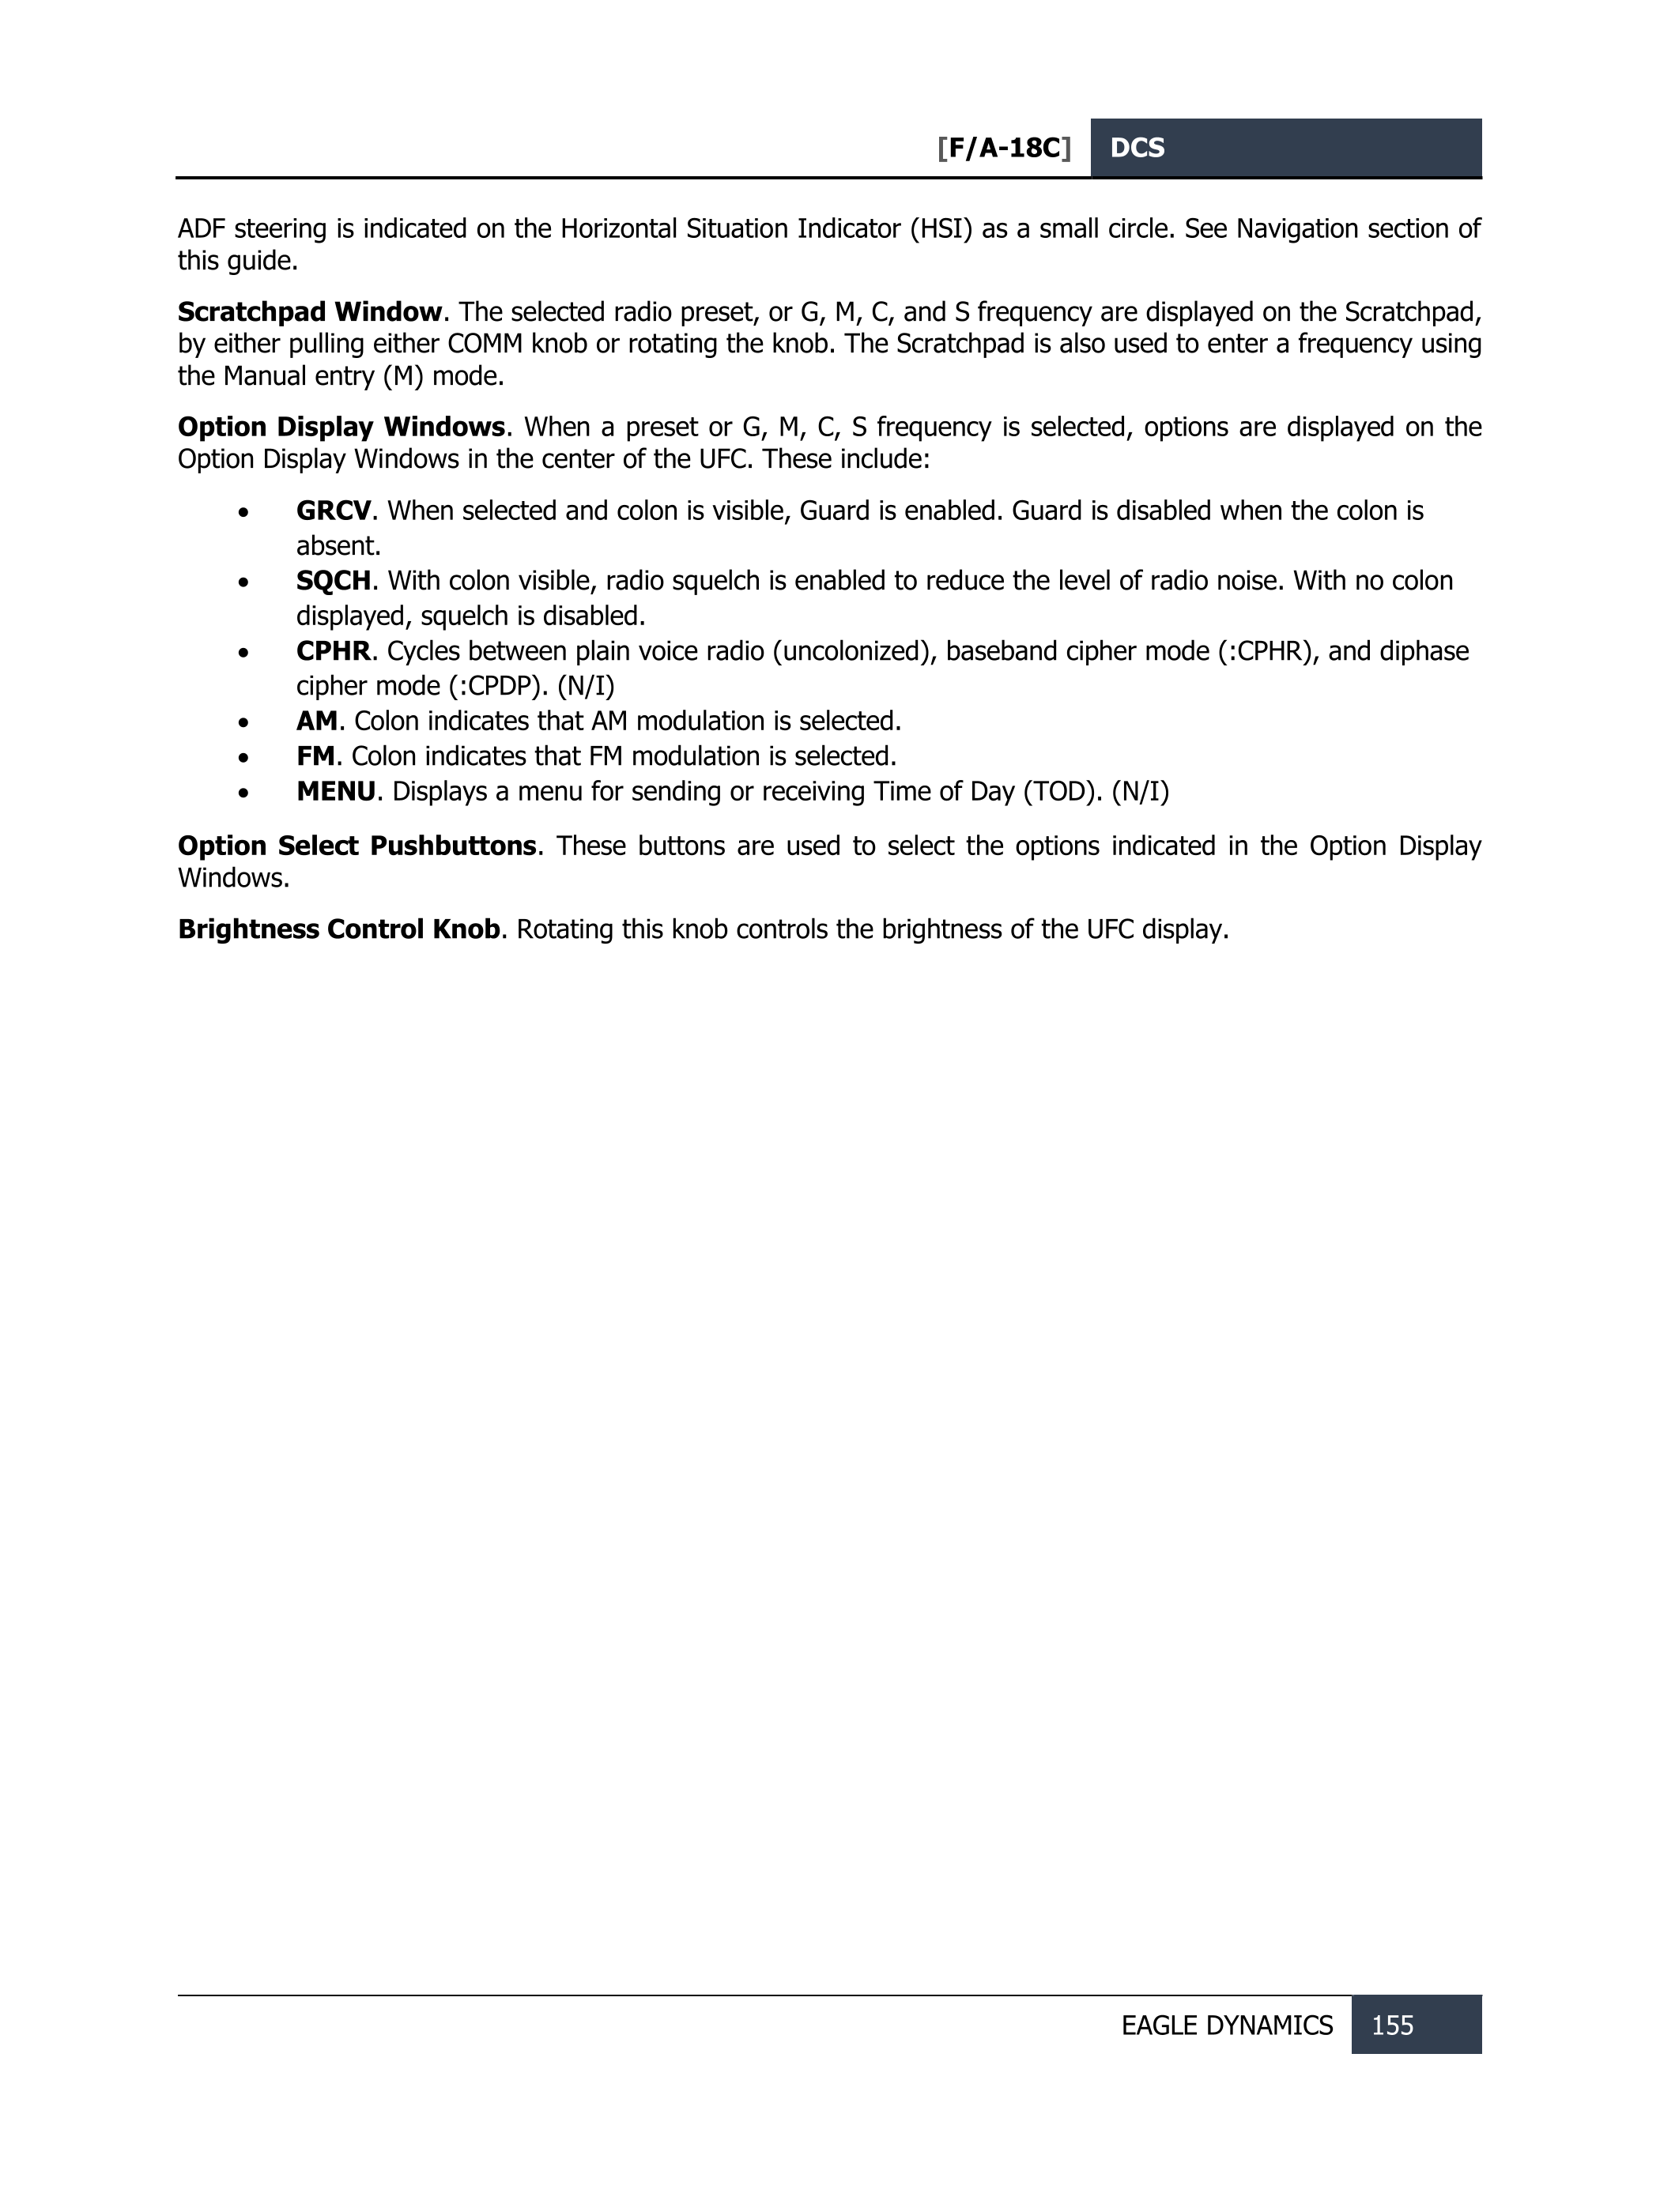 [F/A-18C] DCS
ADF steering is indicated on the Horizontal Situation Indicator (HSI) as a small circle. See Navigation section of
this guide.
Scratchpad Window. The selected radio preset, or G, M, C, and S frequency are displayed on the Scratchpad,
by either pulling either COMM knob or rotating the knob. The Scratchpad is also used to enter a frequency using
the Manual entry (M) mode.
Option Display Windows. When a preset or G, M, C, S frequency is selected, options are displayed on the
Option Display Windows in the center of the UFC. These include:
• GRCV. When selected and colon is visible, Guard is enabled. Guard is disabled when the colon is
absent.
• SQCH. With colon visible, radio squelch is enabled to reduce the level of radio noise. With no colon
displayed, squelch is disabled.
• CPHR. Cycles between plain voice radio (uncolonized), baseband cipher mode (:CPHR), and diphase
cipher mode (:CPDP). (N/I)
• AM. Colon indicates that AM modulation is selected.
• FM. Colon indicates that FM modulation is selected.
• MENU. Displays a menu for sending or receiving Time of Day (TOD). (N/I)
Option Select Pushbuttons. These buttons are used to select the options indicated in the Option Display
Windows.
Brightness Control Knob. Rotating this knob controls the brightness of the UFC display.
EAGLE DYNAMICS 155